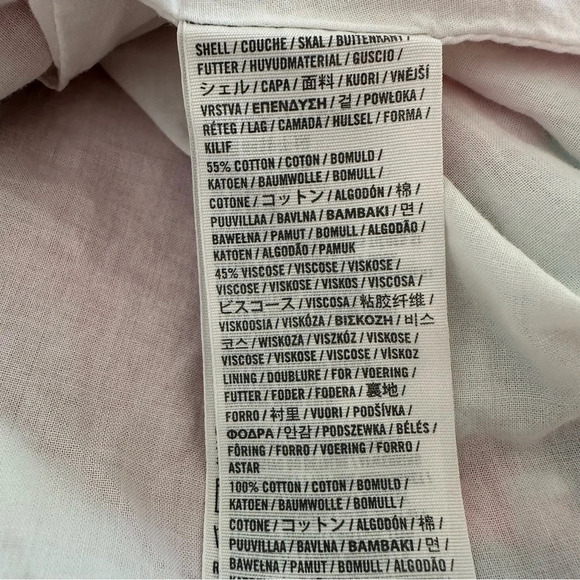 SHELL / COUCHE / SKAL / BUITENKANT /
FUTTER / HUVUDMATERIAL / GUSCIO /
シェル / CAPA / 面料 / KUORI / VNĚJŠÍ
VRSTVA / ΕΠΕΝΔΥΣΗ / 겉 / POWŁOKA /
RÉTEG / LAG / CAMADA / HULSEL / FORMA /
KILIF
55% COTTON / COTON / BOMULD /
KATOEN / BAUMWOLLE / BOMULL /
COTONE / コットン / ALGODÓN / 棉 /
PUUVILLAA / BAVLNA / ΒΑΜΒΑΚΙ / 면 /
BAWEŁNA / PAMUT / BOMULL / ALGODÃO /
KATOEN / ALGODÃO / PAMUK
45% VISCOSE / VISCOSE / VISKOSE /
VISCOSE / VISKOSE / VISKOS / VISCOSA /
ビスコース / VISCOSA / 粘胶纤维 /
VISKOOSIA / VISKÓZA / ΒΙΣΚΟΖΗ / 비스
코스 / WISKOZA / VISZKÓZ / VISKOSE /
VISCOSE / VISKOSE / VISCOSE / VİSKOZ
LINING / DOUBLURE / FOR / VOERING /
FUTTER / FODER / FODERA / 裏地 /
FORRO / 衬里 / VUORI / PODŠÍVKA /
ΦΟΔΡΑ / 안감 / PODSZEWKA / BÉLÉS /
FÔRING / FORRO / VOERING / FORRO /
ASTAR
100% COTTON / COTON / BOMULD /
KATOEN / BAUMWOLLE / BOMULL /
COTONE / コットン / ALGODÓN / 棉 /
PUUVILLAA / BAVLNA / ΒΑΜΒΑΚΙ / 면 /
BAWEŁNA / PAMUT / BOMULL / ALGODÃO /